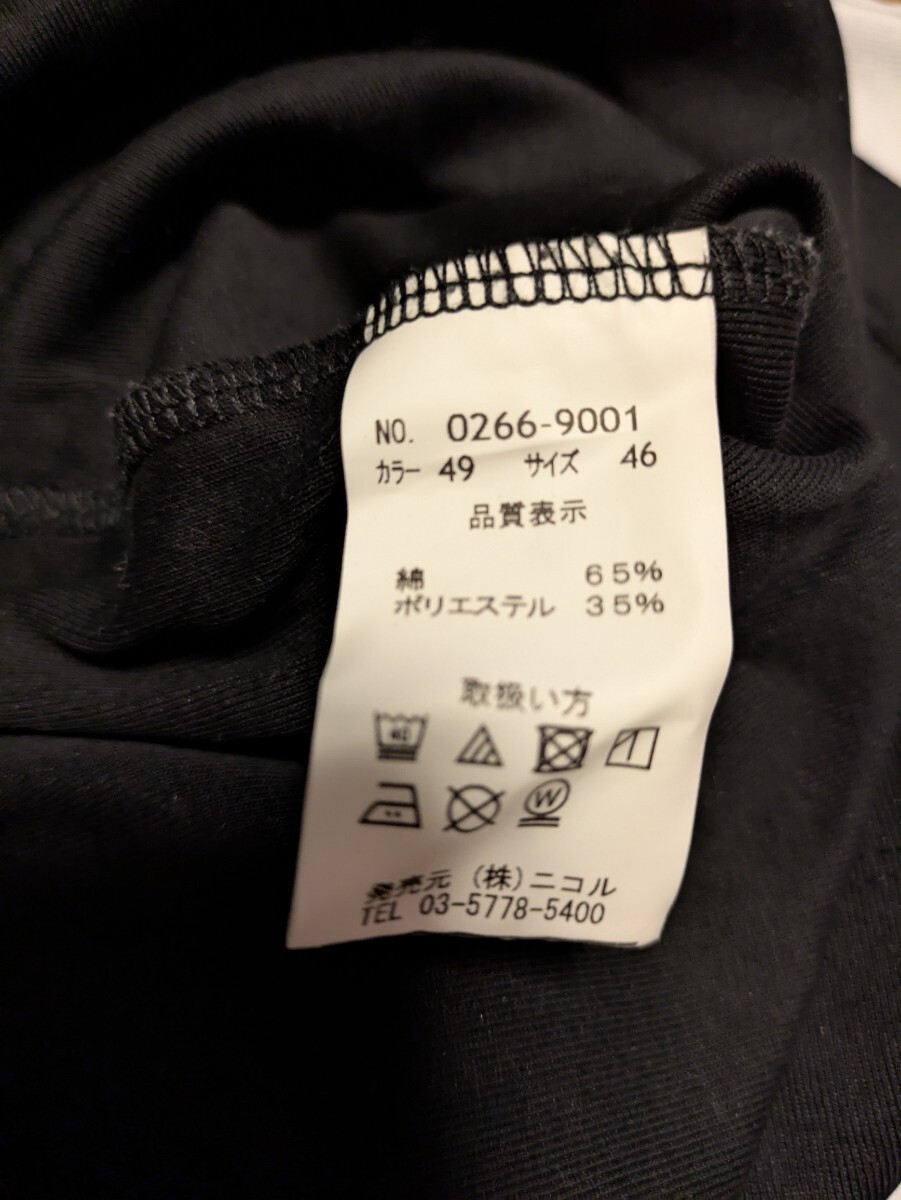 NO. 0266-9001
カラー 49 サイズ 46
品質表示
綿 65%
ポリエステル 35%
取扱い方
40
W
発売元 (株)ニコル
TEL 03-5778-5400